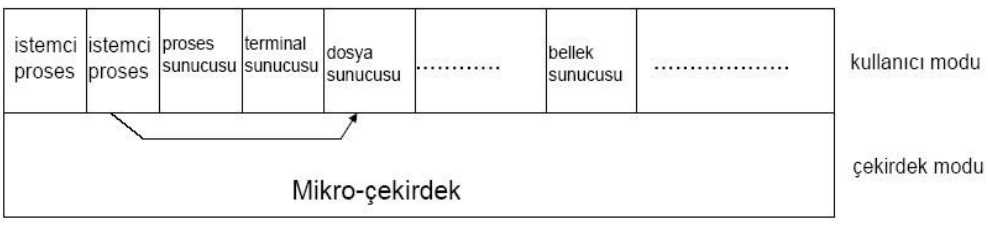 istemci
proses
istemci
proses
proses
sunucusu
terminal
sunucusu
dosya
sunucusu
............
bellek
sunucusu
...................
kullanıcı modu
Mikro-çekirdek
çekirdek modu